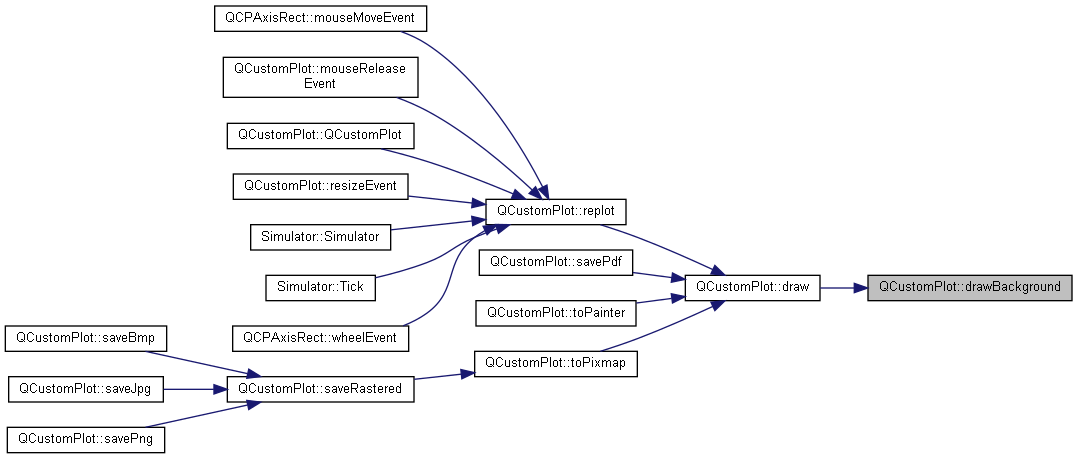 QCPAxisRect::mouseMoveEvent
QCustomPlot::mouseRelease
Event
QCustomPlot::QCustomPlot
QCustomPlot::resizeEvent
QCustomPlot::replot
Simulator::Simulator
QCustomPlot::savePdf
Simulator::Tick
QCustomPlot::draw
QCustomPlot::drawBackground
QCustomPlot::toPainter
QCPAxisRect::wheelEvent
QCustomPlot::saveBmp
QCustomPlot::toPixmap
QCustomPlot::saveJpg
QCustomPlot::saveRastered
QCustomPlot::savePng